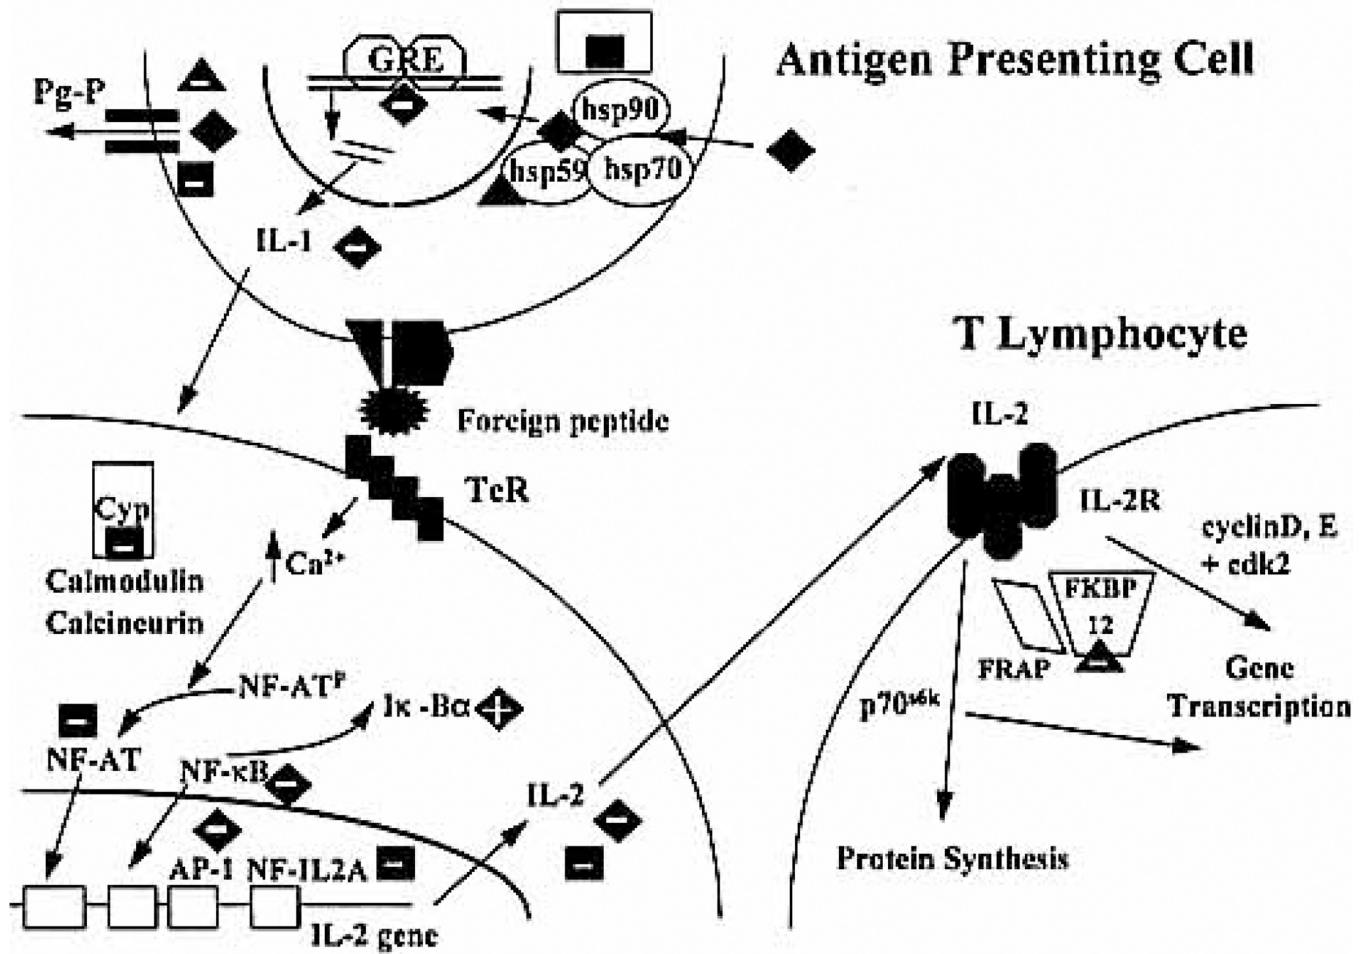 GRE
Antigen Presenting Cell
Pg-P
hsp90
hsp59
hsp70
IL-1
T Lymphocyte
Foreign peptide
IL-2
TcR
IL-2R
Cyp
cyclinD, E
+ cdk2
Ca²⁺
Calmodulin
Calcineurin
FKBP
12
FRAP
Gene
Transcription
NF-ATᴾ
Iκ -Bα
p70ˢ⁶ᵏ
NF-AT
NF-κB
IL-2
AP-1
NF-IL2A
Protein Synthesis
IL-2 gene